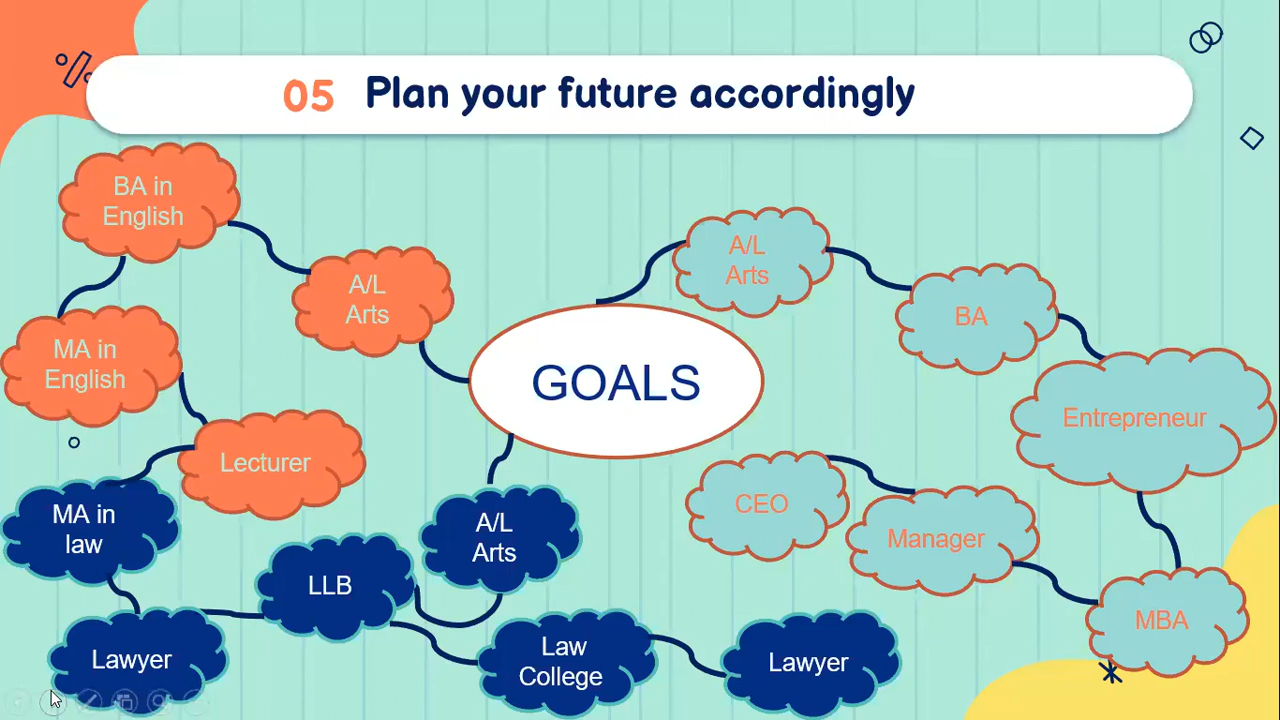 05 Plan your future accordingly
BA in
English
A/L
Arts
MA in
English
Lecturer
MA in
law
Lawyer
LLB
A/L
Arts
Law
College
Lawyer
GOALS
A/L
Arts
BA
Entrepreneur
MBA
Manager
CEO